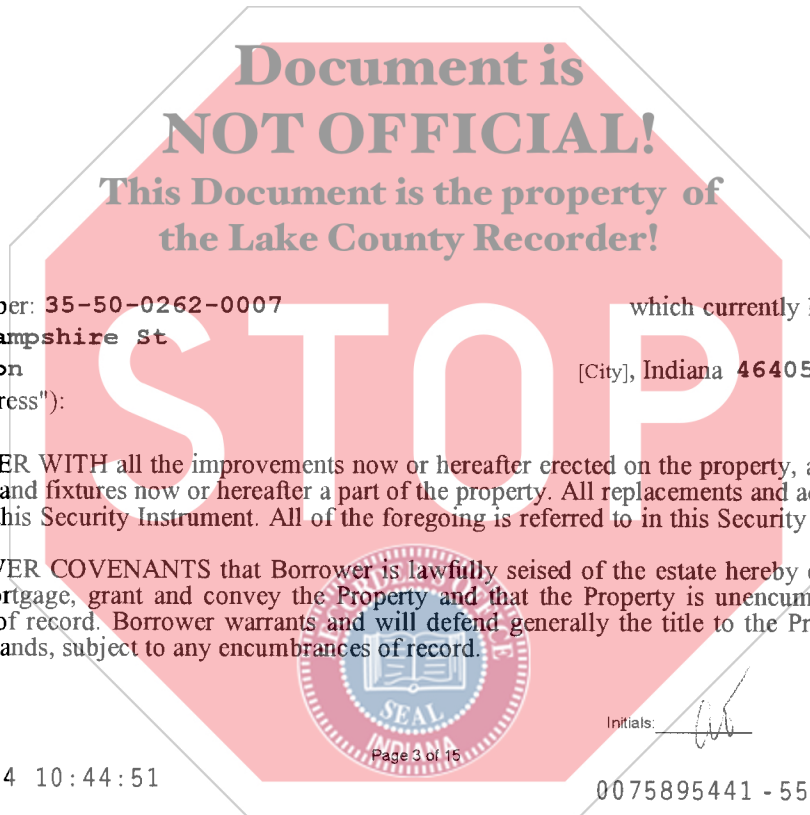 Document is
NOT OFFICIAL!
This Document is the property of
the Lake County Recorder!
ber: 35-50-0262-0007 which currently
ampshire St
on [City], Indiana 46405
ress"):
STOP
ER WITH all the improvements now or hereafter erected on the property, a
and fixtures now or hereafter a part of the property. All replacements and a
his Security Instrument. All of the foregoing is referred to in this Security
VER COVENANTS that Borrower is lawfully seised of the estate hereby
rtgage, grant and convey the Property and that the Property is unencum
of record. Borrower warrants and will defend generally the title to the Pr
ands, subject to any encumbrances of record.
RECORDER'S OFFICE
SEAL
INDIANA
Initials:
Page 3 of 15
4 10:44:51
0075895441 - 55